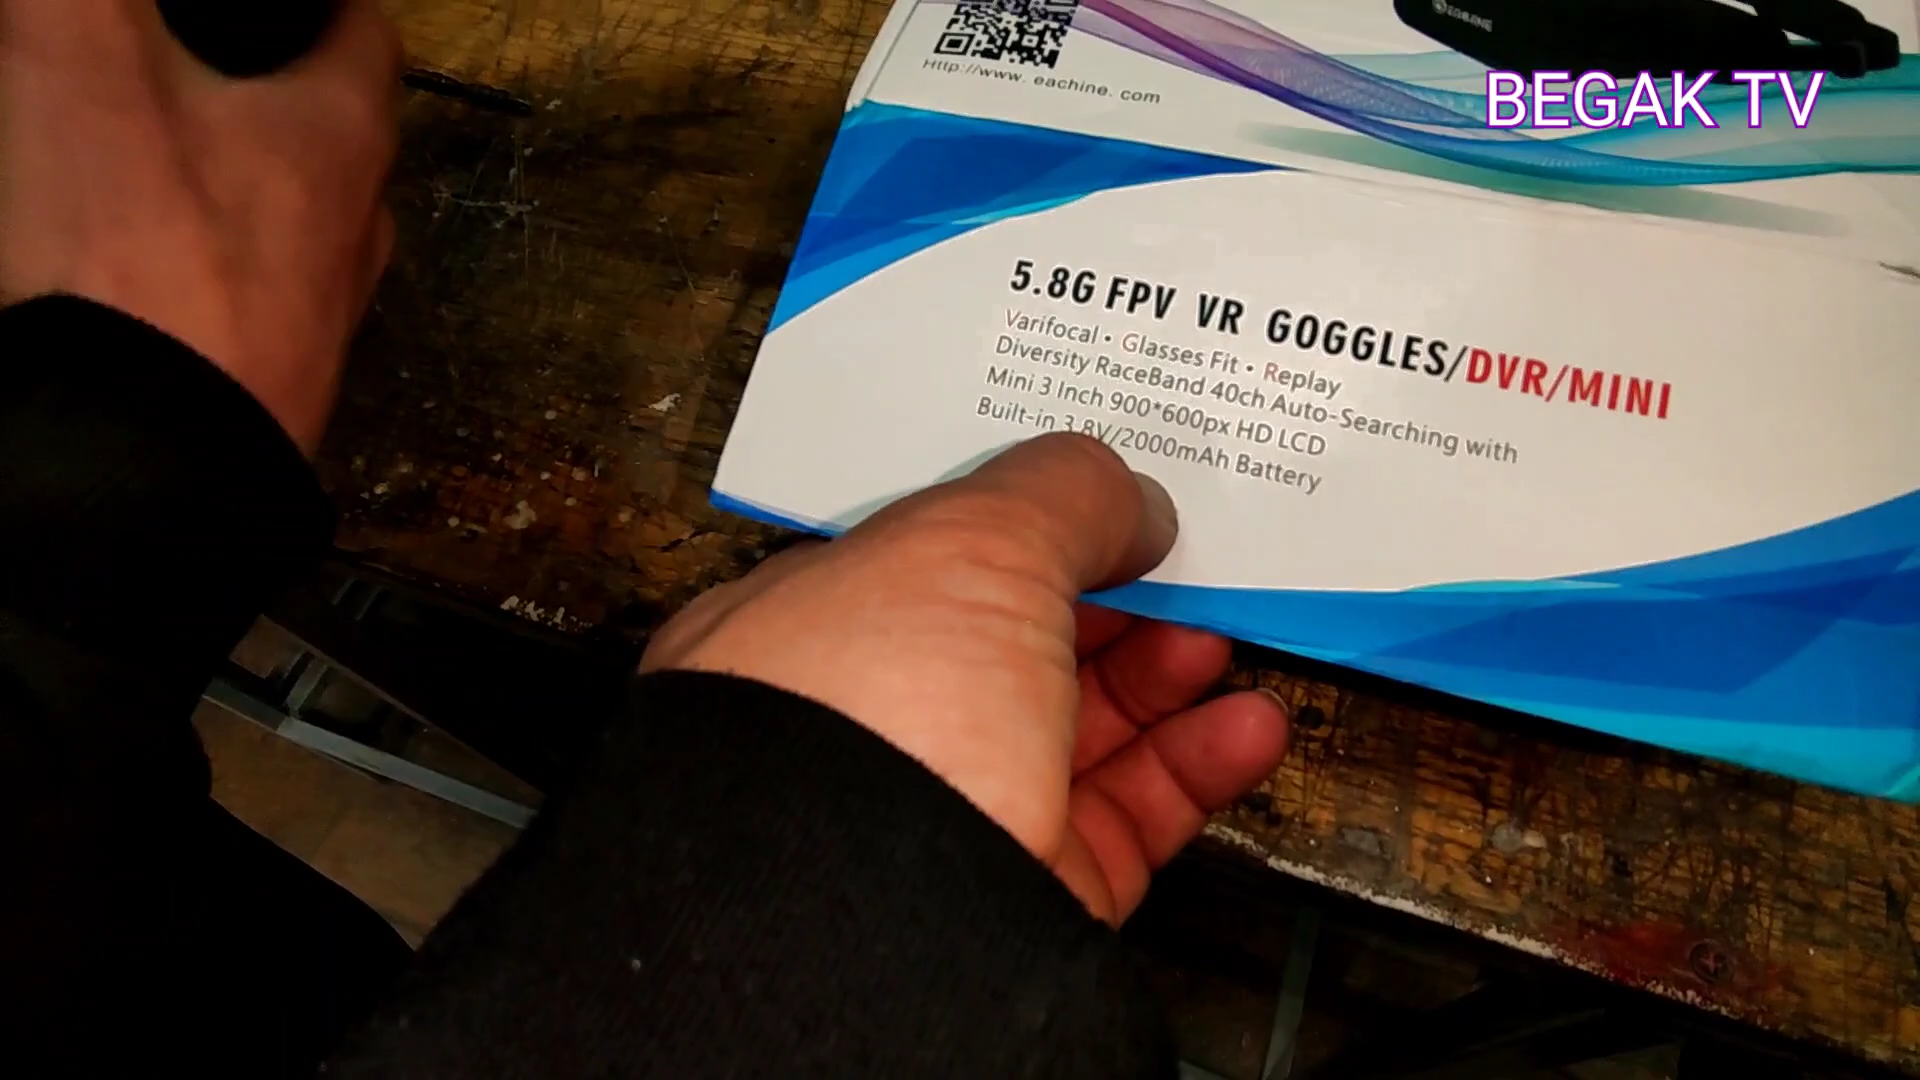 EACHINE
Http://www. eachine. com
BEGAK TV
5.8G FPV VR GOGGLES/DVR/MINI
Varifocal • Glasses Fit • Replay
Diversity RaceBand 40ch Auto-Searching with
Mini 3 Inch 900*600px HD LCD
Built-in 3.8V/2000mAh Battery